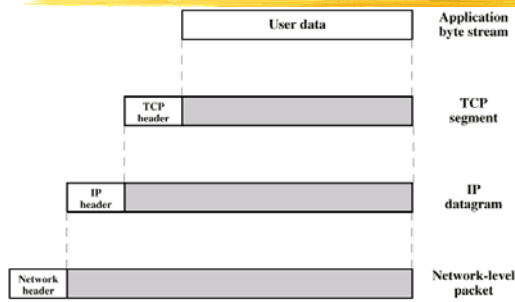 User data
Application
byte stream
TCP
header
TCP
segment
IP
header
IP
datagram
Network
header
Network-level
packet